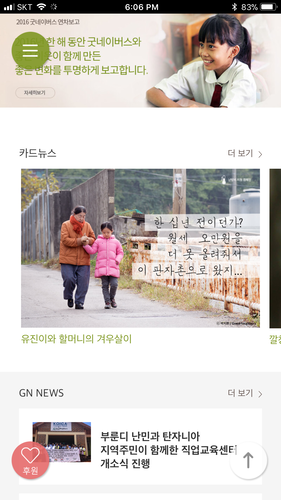 SKT 6:06 PM 83%
2016 굿네이버스 연차보고
한 해 동안 굿네이버스와
함께 만든
좋은 변화를 투명하게 보고합니다.
자세히보기
카드뉴스 더 보기
한 십년 전이던가?
월세 오만원을
더 못 올려줘서
이 판자촌으로 왔지...
유진이와 할머니의 겨우살이
GN NEWS 더 보기
부룬디 난민과 탄자니아
지역주민이 함께한 직업교육센터
개소식 진행
후원